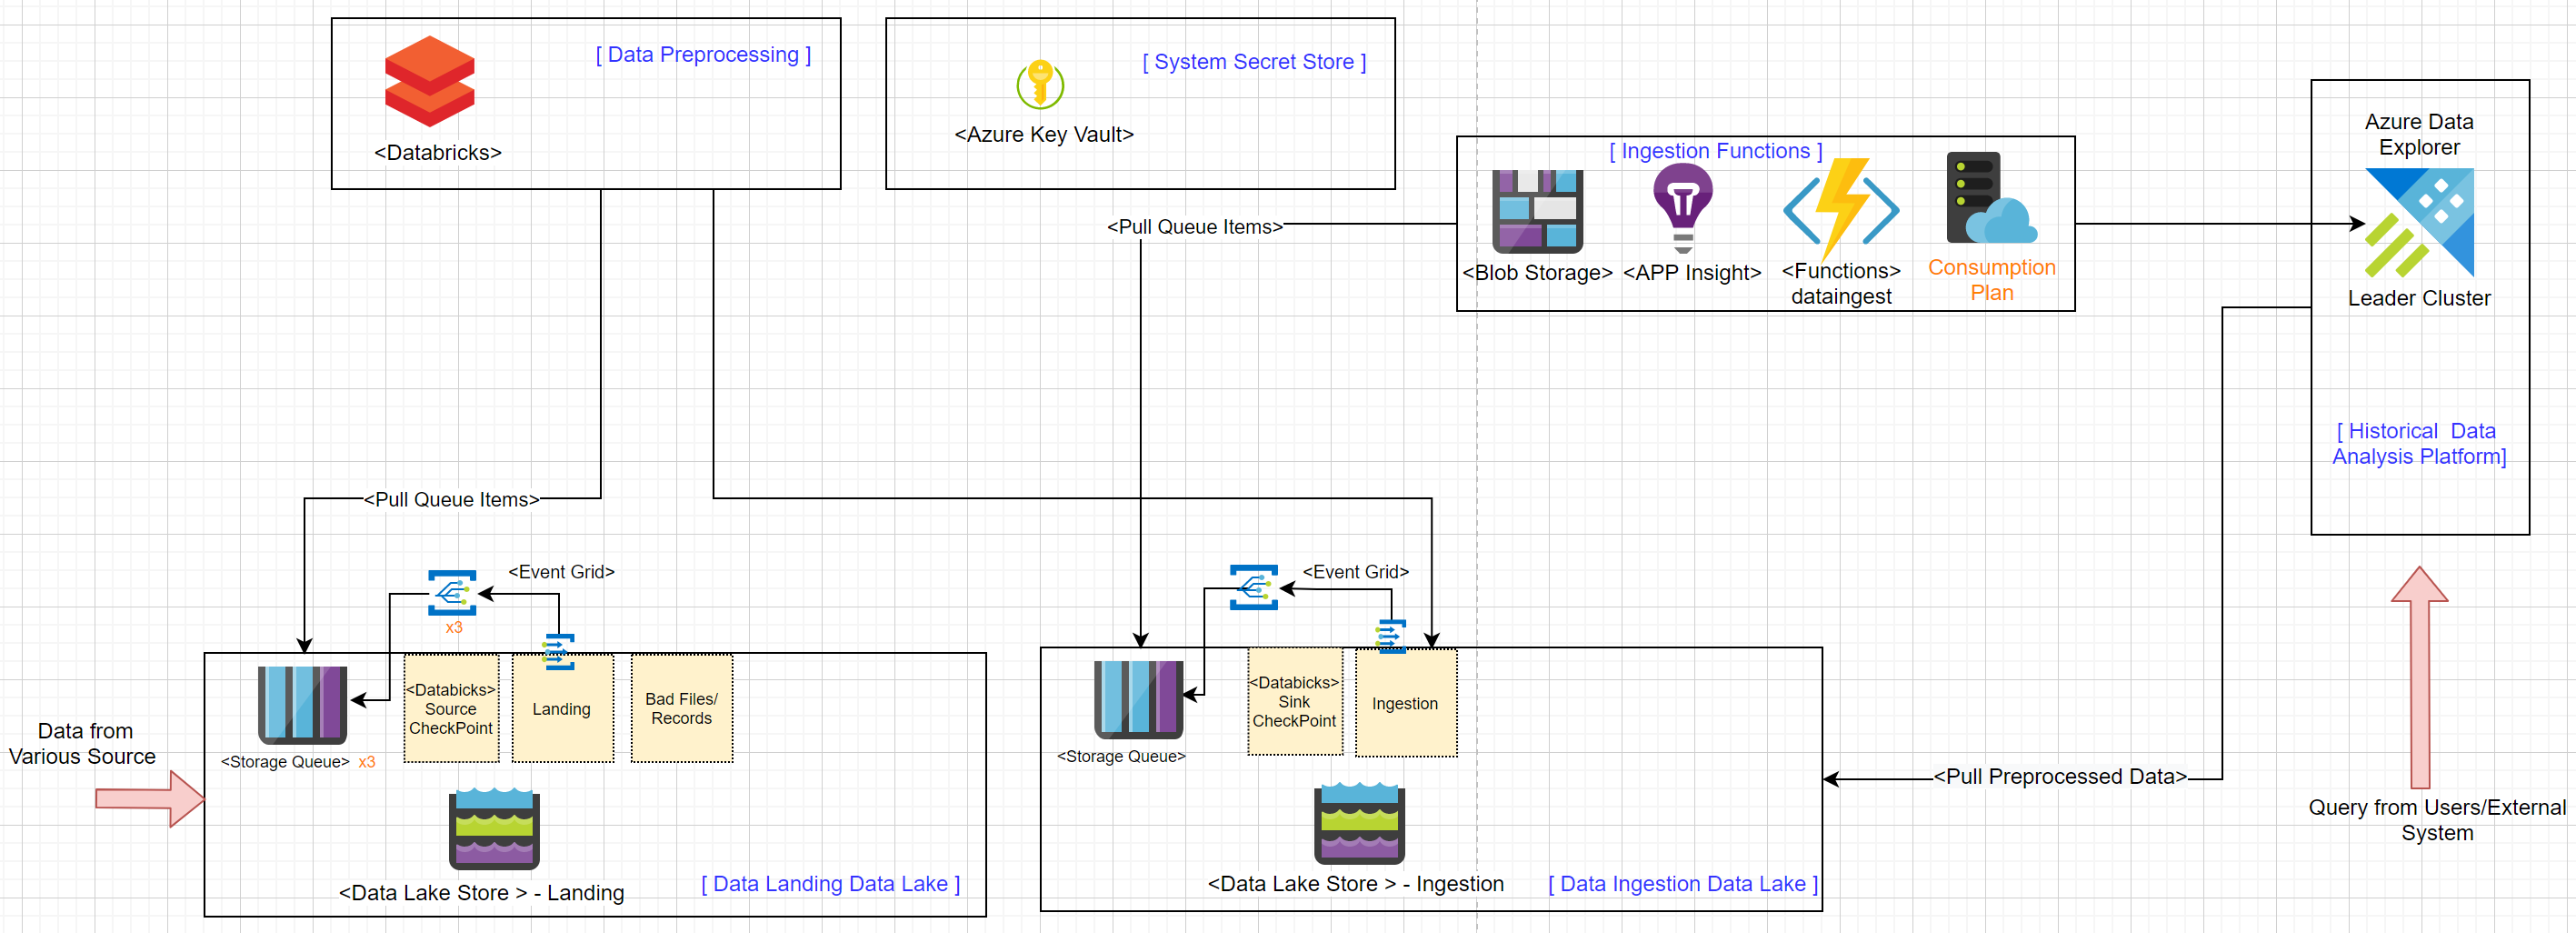 [ Data Preprocessing ]
<Databricks>
[ System Secret Store ]
<Azure Key Vault>
[ Ingestion Functions ]
<Blob Storage>
<APP Insight>
<Functions>
dataingest
Consumption
Plan
Azure Data
Explorer
Leader Cluster
[ Historical  Data
Analysis Platform]
<Pull Queue Items>
<Pull Queue Items>
<Event Grid>
x3
<Databicks>
Source
CheckPoint
Landing
Bad Files/
Records
<Storage Queue>  x3
Data from
Various Source
<Data Lake Store > - Landing
[ Data Landing Data Lake ]
<Event Grid>
<Databicks>
Sink
CheckPoint
Ingestion
<Storage Queue>
<Data Lake Store > - Ingestion
[ Data Ingestion Data Lake ]
<Pull Preprocessed Data>
Query from Users/External
System